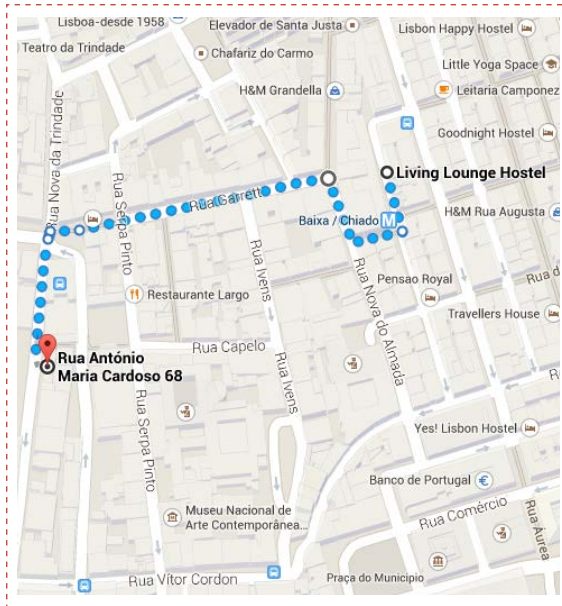 Lisboa-desde 1958
Elevador de Santa Justa
Lisbon Happy Hostel
Teatro da Trindade
Chafariz do Carmo
Little Yoga Space
H&M Grandella
Leitaria Camponez
Rua Nova da Trindade
Goodnight Hostel
Living Lounge Hostel
Rua Garrett
Rua Serpa Pinto
Baixa / Chiado
M
H&M Rua Augusta
Rua Ivens
Pensao Royal
Rua d
Restaurante Largo
Rua Nova do Almada
Travellers House
Rua António
Maria Cardoso 68
Rua Capelo
Rua Serpa Pinto
Rua Ivens
Yes! Lisbon Hostel
Banco de Portugal
€
Museu Nacional de
Arte Contemporânea...
Rua Comércio
Rua Áurea
Rua Vítor Cordon
Praça do Municipio